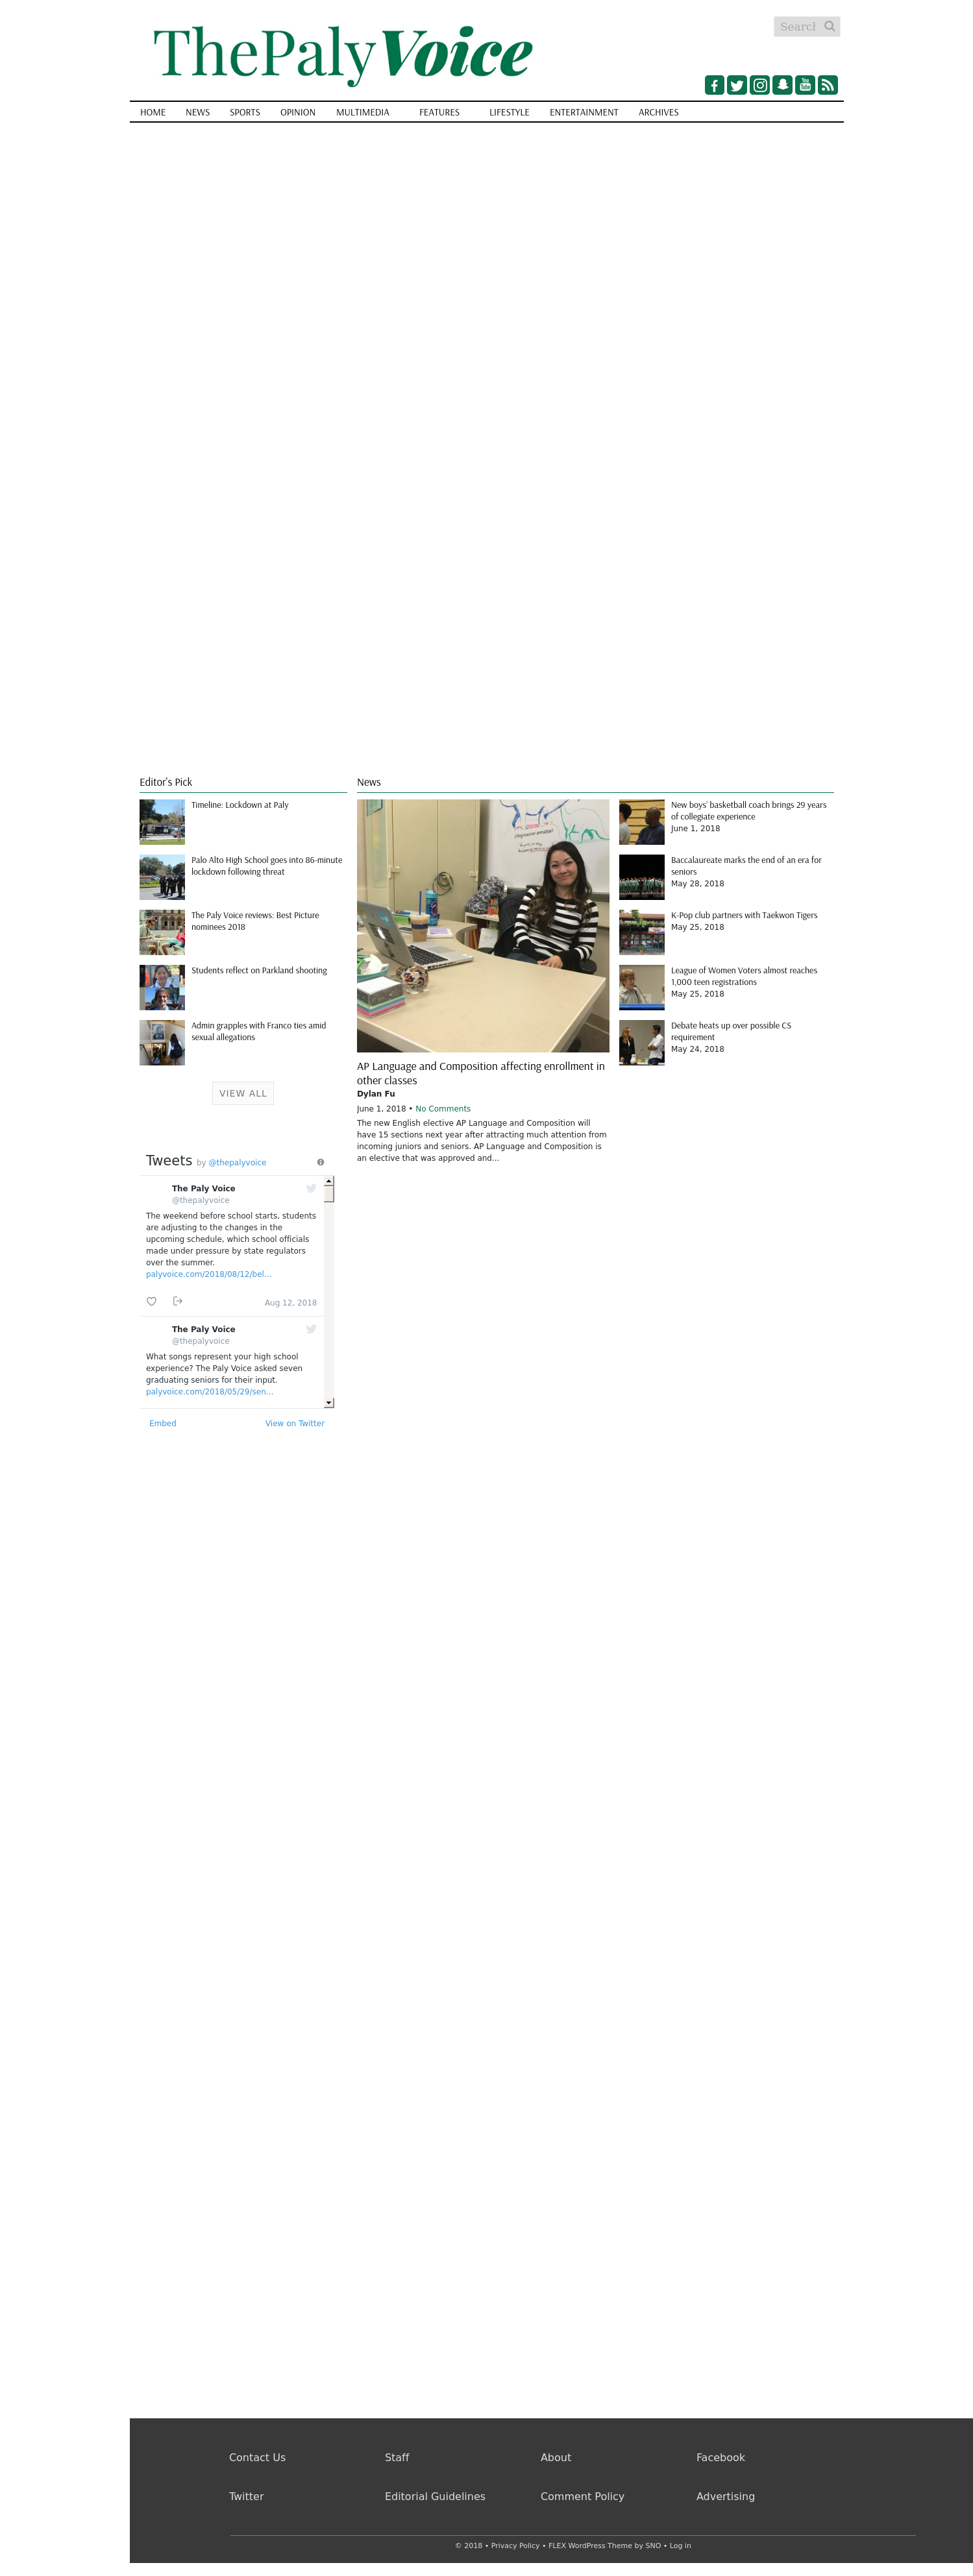 ThePalyVoice
Search
HOME NEWS SPORTS OPINION MULTIMEDIA FEATURES LIFESTYLE ENTERTAINMENT ARCHIVES
Editor's Pick
Timeline: Lockdown at Paly
Palo Alto High School goes into 86-minute
lockdown following threat
The Paly Voice reviews: Best Picture
nominees 2018
Students reflect on Parkland shooting
Admin grapples with Franco ties amid
sexual allegations
VIEW ALL
Tweets by @thepalyvoice
The Paly Voice
@thepalyvoice
The weekend before school starts, students
are adjusting to the changes in the
upcoming schedule, which school officials
made under pressure by state regulators
over the summer.
palyvoice.com/2018/08/12/bel…
Aug 12, 2018
The Paly Voice
@thepalyvoice
What songs represent your high school
experience? The Paly Voice asked seven
graduating seniors for their input.
palyvoice.com/2018/05/29/sen…
Embed View on Twitter
News
AP Language and Composition affecting enrollment in
other classes
Dylan Fu
June 1, 2018 • No Comments
The new English elective AP Language and Composition will
have 15 sections next year after attracting much attention from
incoming juniors and seniors. AP Language and Composition is
an elective that was approved and...
New boys' basketball coach brings 29 years
of collegiate experience
June 1, 2018
Baccalaureate marks the end of an era for
seniors
May 28, 2018
K-Pop club partners with Taekwon Tigers
May 25, 2018
League of Women Voters almost reaches
1,000 teen registrations
May 25, 2018
Debate heats up over possible CS
requirement
May 24, 2018
Contact Us Staff About Facebook
Twitter Editorial Guidelines Comment Policy Advertising
© 2018 • Privacy Policy • FLEX WordPress Theme by SNO • Log in